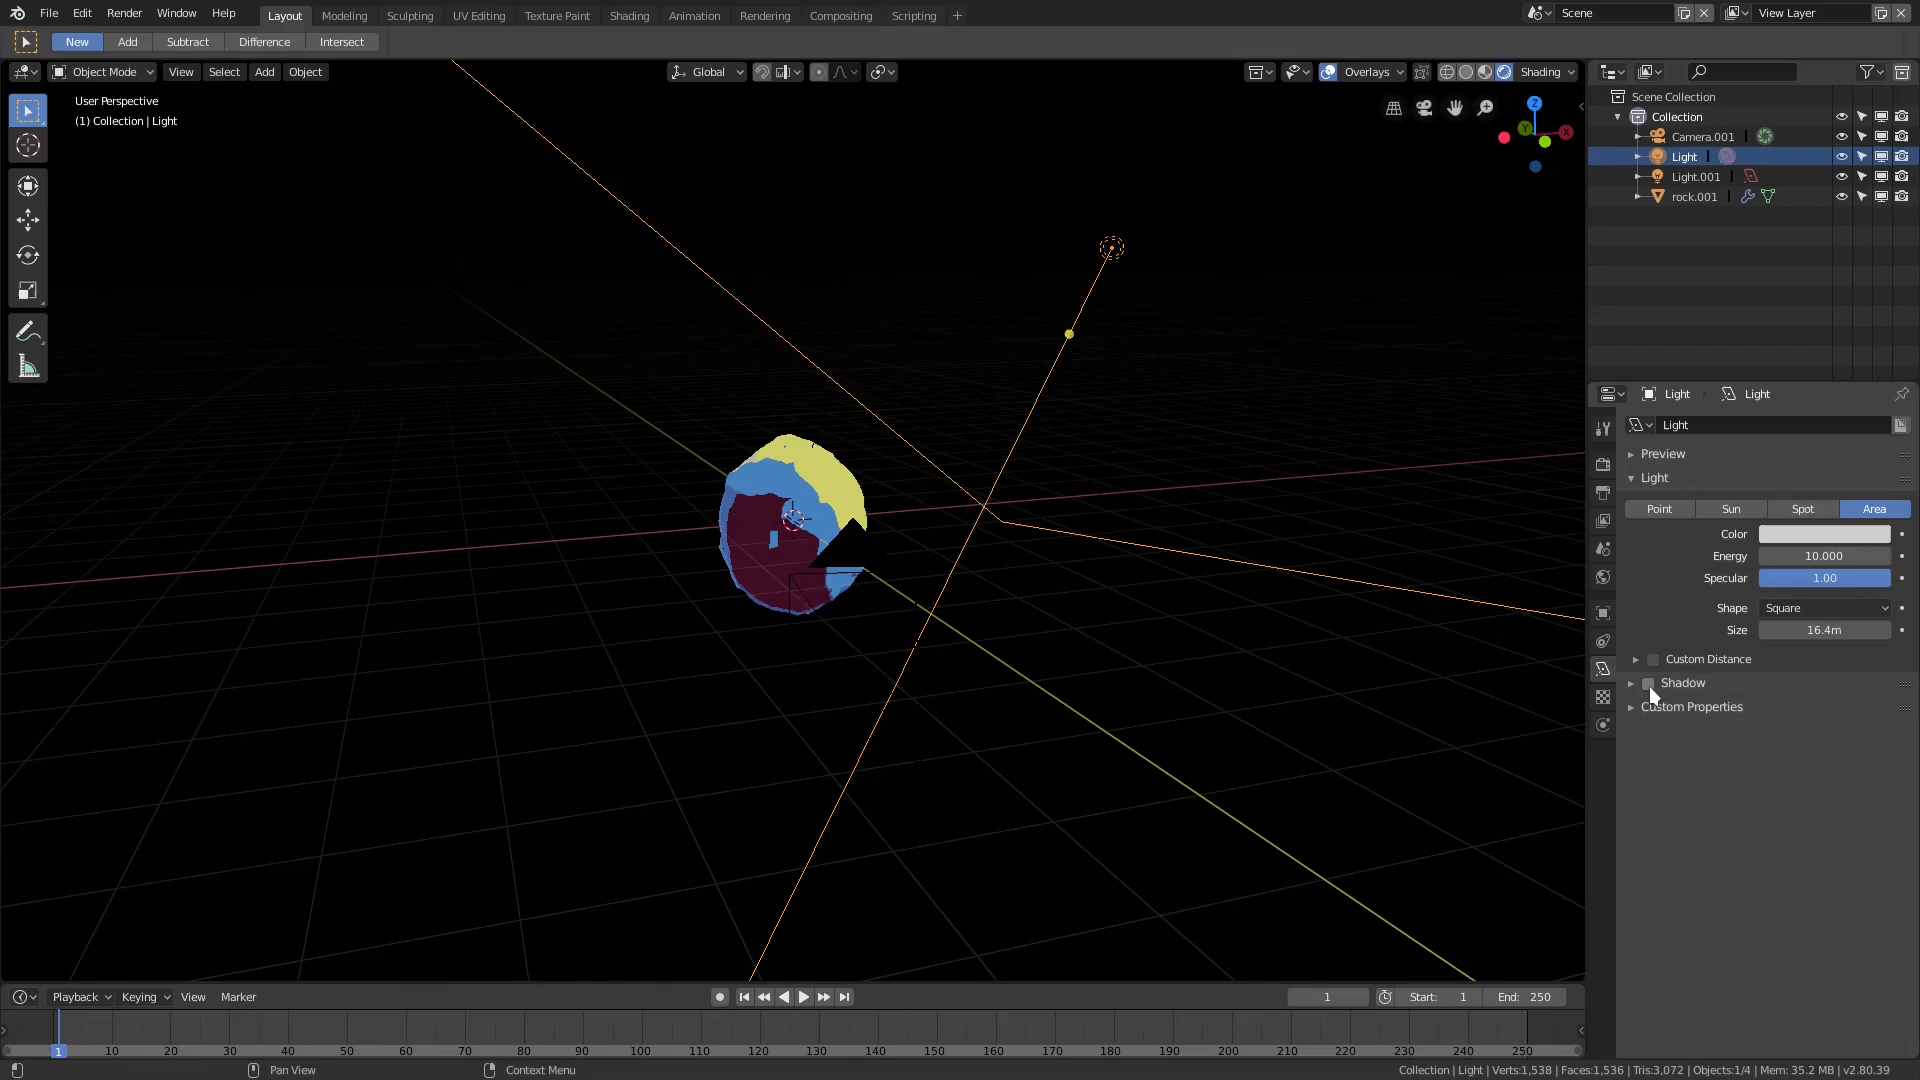 File Edit Render Window Help Layout Modeling Sculpting UV Editing Texture Paint Shading Animation Rendering Compositing Scripting + Scene View Layer
New Add Subtract Difference Intersect
Object Mode View Select Add Object Global Overlays Shading
User Perspective
(1) Collection | Light
Z
Y
X
Scene Collection
Collection
Camera.001
Light
Light.001
rock.001
Light Light
Light
Preview
Light
Point Sun Spot Area
Color
Energy 10.000
Specular 1.00
Shape Square
Size 16.4m
Custom Distance
Shadow
Custom Properties
Playback Keying View Marker 1 Start: 1 End: 250
1 10 20 30 40 50 60 70 80 90 100 110 120 130 140 150 160 170 180 190 200 210 220 230 240 250
Pan View Context Menu Collection | Light | Verts:1,538 | Faces:1,536 | Tris:3,072 | Objects:1/4 | Mem: 35.2 MB | v2.80.39